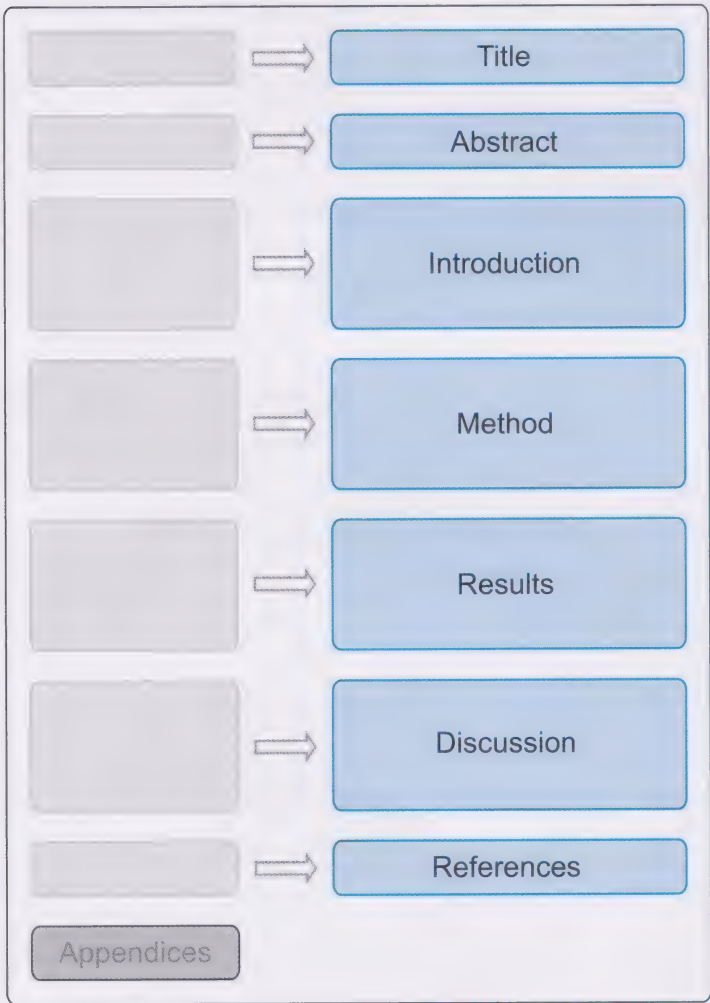 Title
Abstract
Introduction
Method
Results
Discussion
References
Appendices